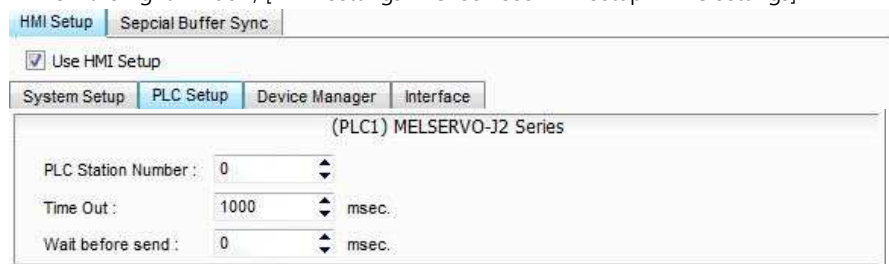 HMI Setup Sepcial Buffer Sync
Use HMI Setup
System Setup PLC Setup Device Manager Interface
(PLC1) MELSERVO-J2 Series
PLC Station Number : 0
Time Out : 1000 msec.
Wait before send : 0 msec.